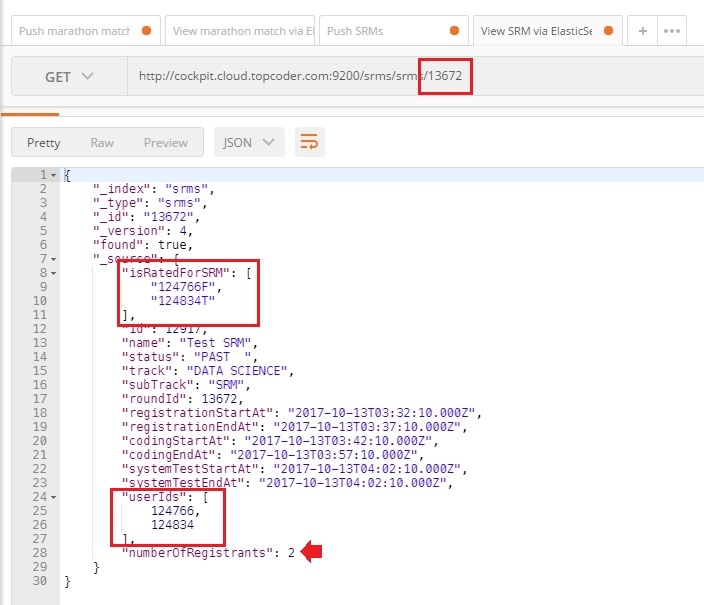 Push marathon match
View marathon match via El
Push SRMs
View SRM via ElasticSe
+
•••
GET
http://cockpit.cloud.topcoder.com:9200/srms/srms/13672
Pretty
Raw
Preview
JSON
1 {
2 "_index": "srms",
3 "_type": "srms",
4 "_id": "13672",
5 "_version": 4,
6 "found": true,
7 "_source": {
8 "isRatedForSRM": [
9 "124766F",
10 "124834T"
11 ],
12 "id": 12917,
13 "name": "Test SRM",
14 "status": "PAST  ",
15 "track": "DATA SCIENCE",
16 "subTrack": "SRM",
17 "roundId": 13672,
18 "registrationStartAt": "2017-10-13T03:32:10.000Z",
19 "registrationEndAt": "2017-10-13T03:37:10.000Z",
20 "codingStartAt": "2017-10-13T03:42:10.000Z",
21 "codingEndAt": "2017-10-13T03:57:10.000Z",
22 "systemTestStartAt": "2017-10-13T04:02:10.000Z",
23 "systemTestEndAt": "2017-10-13T04:02:10.000Z",
24 "userIds": [
25 124766,
26 124834
27 ],
28 "numberOfRegistrants": 2
29 }
30 }